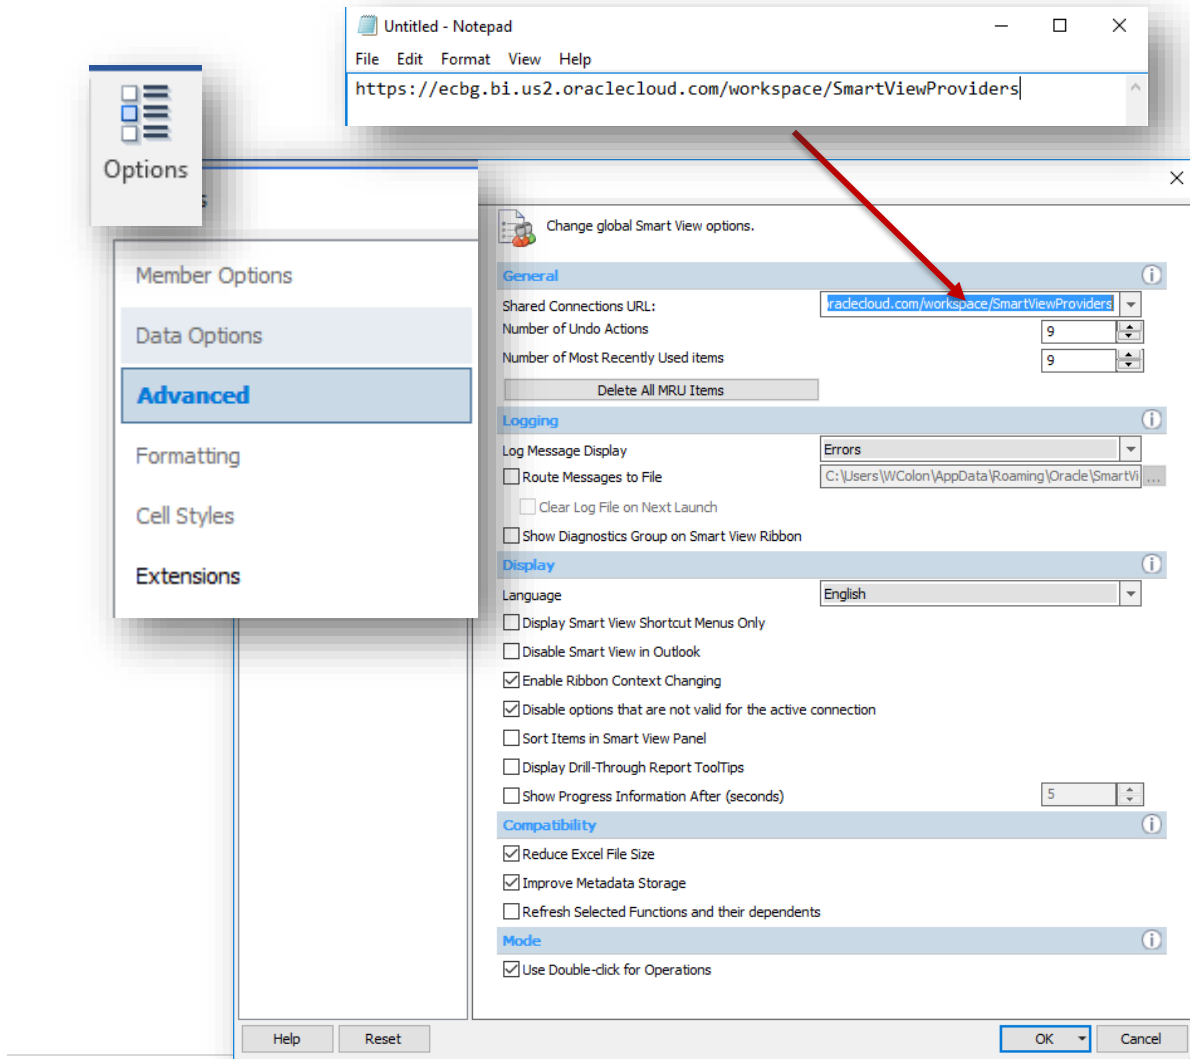 Untitled - Notepad
File Edit Format View Help
https://ecbg.bi.us2.oraclecloud.com/workspace/SmartViewProviders
Options
s
Member Options
Data Options
Advanced
Formatting
Cell Styles
Extensions
Change global Smart View options.
General
Shared Connections URL: raclecloud.com/workspace/SmartViewProviders
Number of Undo Actions 9
Number of Most Recently Used items 9
Delete All MRU Items
Logging
Log Message Display Errors
Route Messages to File C:\Users\WColon\AppData\Roaming\Oracle\SmartVi ...
Clear Log File on Next Launch
Show Diagnostics Group on Smart View Ribbon
Display
Language English
Display Smart View Shortcut Menus Only
Disable Smart View in Outlook
Enable Ribbon Context Changing
Disable options that are not valid for the active connection
Sort Items in Smart View Panel
Display Drill-Through Report ToolTips
Show Progress Information After (seconds) 5
Compatibility
Reduce Excel File Size
Improve Metadata Storage
Refresh Selected Functions and their dependents
Mode
Use Double-click for Operations
Help Reset OK Cancel